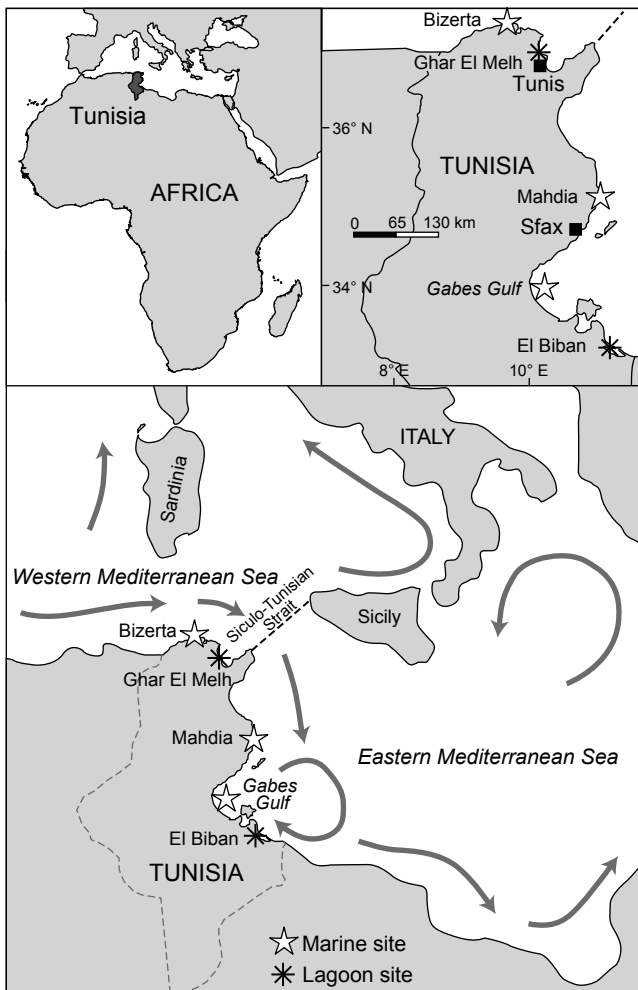 Tunisia
AFRICA
Bizerta
Ghar El Melh
Tunis
36° N
TUNISIA
Mahdia
0 65 130 km
Sfax
34° N
Gabes Gulf
El Biban
8° E
10° E
ITALY
Sardinia
Western Mediterranean Sea
Siculo-Tunisian
Strait
Sicily
Bizerta
Ghar El Melh
Mahdia
Eastern Mediterranean Sea
Gabes
Gulf
El Biban
TUNISIA
Marine site
Lagoon site